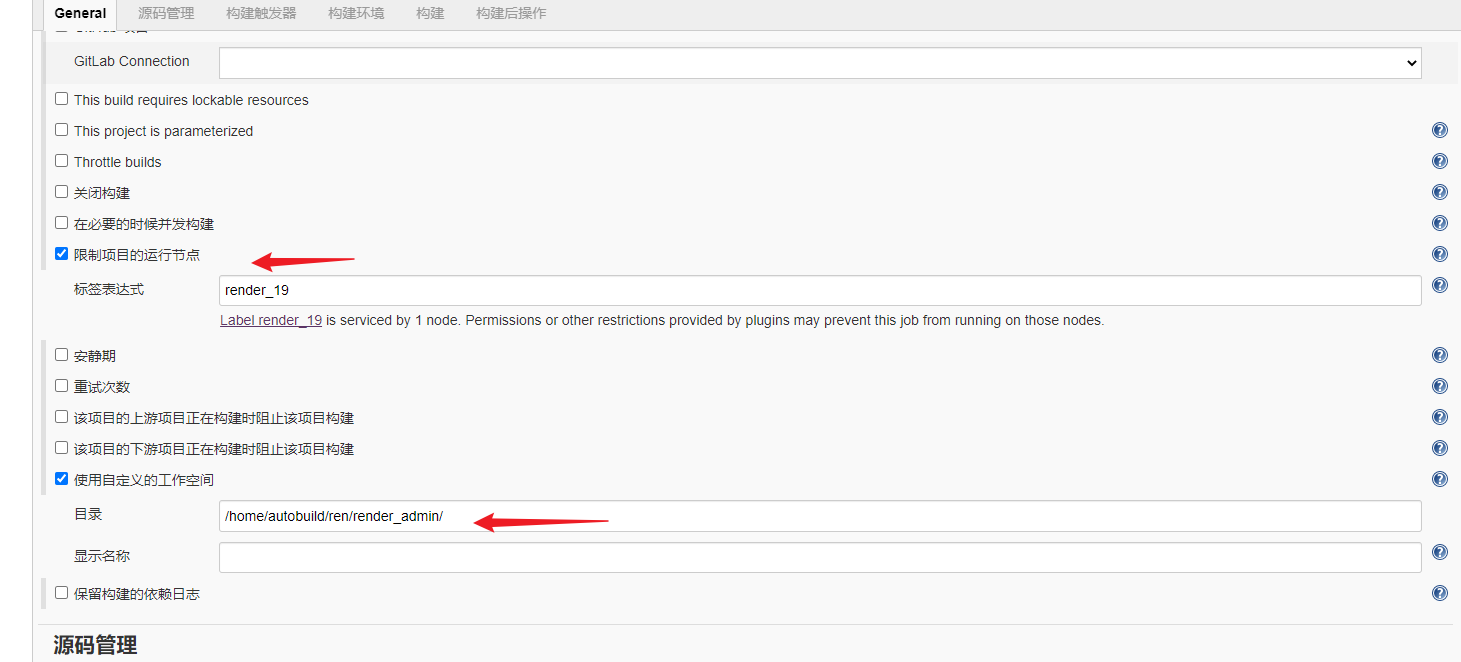 General 源码管理 构建触发器 构建环境 构建 构建后操作
GitLab Connection
This build requires lockable resources
This project is parameterized
Throttle builds
关闭构建
在必要的时候并发构建
限制项目的运行节点
标签表达式 render_19
Label render_19 is serviced by 1 node. Permissions or other restrictions provided by plugins may prevent this job from running on those nodes.
安静期
重试次数
该项目的上游项目正在构建时阻止该项目构建
该项目的下游项目正在构建时阻止该项目构建
使用自定义的工作空间
目录 /home/autobuild/ren/render_admin/
显示名称
保留构建的依赖日志
源码管理